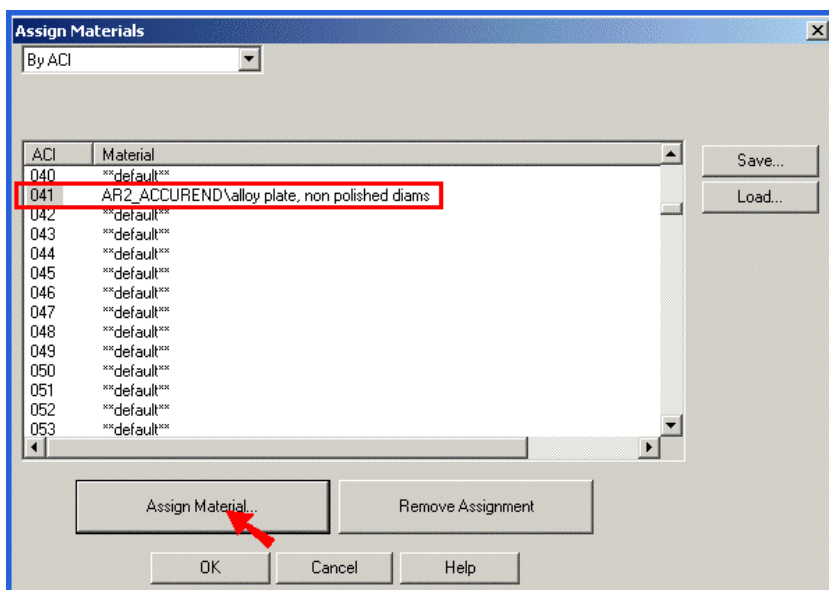 Assign Materials
By ACI
ACI Material
040 **default**
041 AR2_ACCUREND\alloy plate, non polished diams
042 **default**
043 **default**
044 **default**
045 **default**
046 **default**
047 **default**
048 **default**
049 **default**
050 **default**
051 **default**
052 **default**
053 **default**
Save...
Load...
Assign Material... Remove Assignment
OK Cancel Help